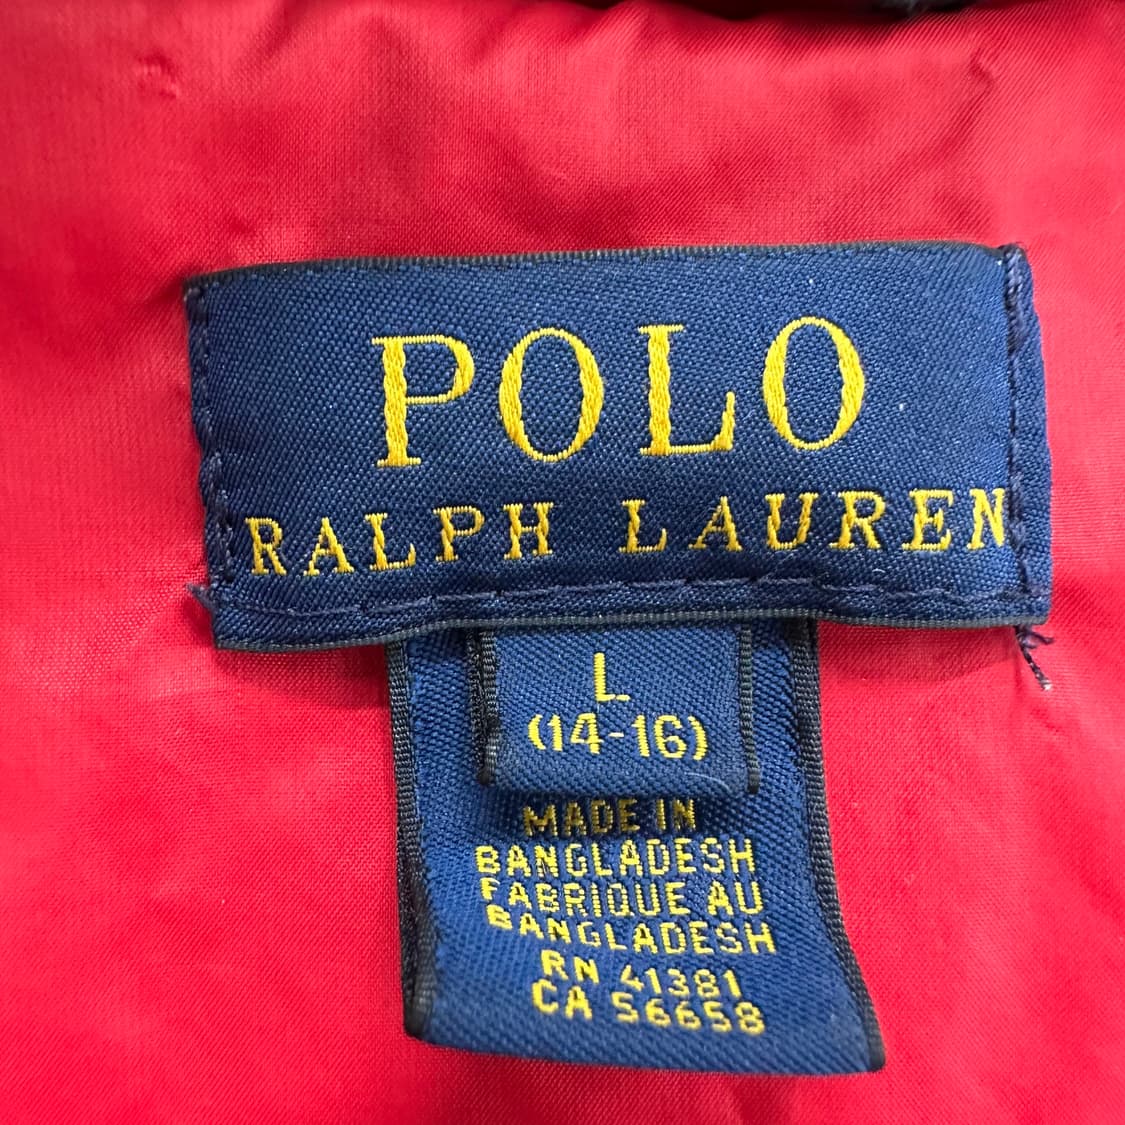 POLO
RALPH LAUREN
L
(14-16)
MADE IN
BANGLADESH
FABRIQUE AU
BANGLADESH
RN 41381
CA 56658